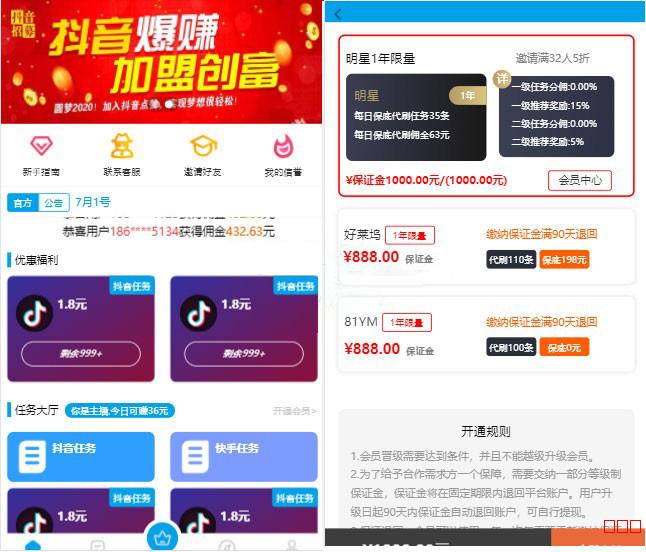 抖音
招募
抖音爆赚
加盟创富
圆梦2020！加入抖音点赞，实现梦想很轻松！
新手指南
联系客服
邀请好友
我的信誉
官方
公告
7月1号
恭喜用户186****5134获得佣金432.63元
优惠福利
抖音任务
1.8元
剩余999+
抖音任务
1.8元
剩余999+
任务大厅
你是主播,今日可赚36元
开通会员>
抖音任务
快手任务
抖音任务
1.8元
抖音任务
1.8元
明星1年限量
邀请满32人5折
明星
1年
每日保底代刷任务35条
每日保底代刷佣金63元
详
一级任务分佣:0.00%
一级推荐奖励:15%
二级任务分佣:0.00%
二级推荐奖励:5%
¥保证金1000.00元/(1000.00元)
会员中心
好莱坞
1年限量
缴纳保证金满90天退回
¥888.00 保证金
代刷110条
保底198元
81YM
1年限量
缴纳保证金满90天退回
¥888.00 保证金
代刷100条
保底0元
开通规则
1.会员晋级需要达到条件，并且不能越级升级会员。
2.为了给予合作需求方一个保障，需要交纳一部分等级制
保证金，保证金将在固定期限内退回平台账户。用户升
级日起90天内保证金自动退回账户，可自行提现。